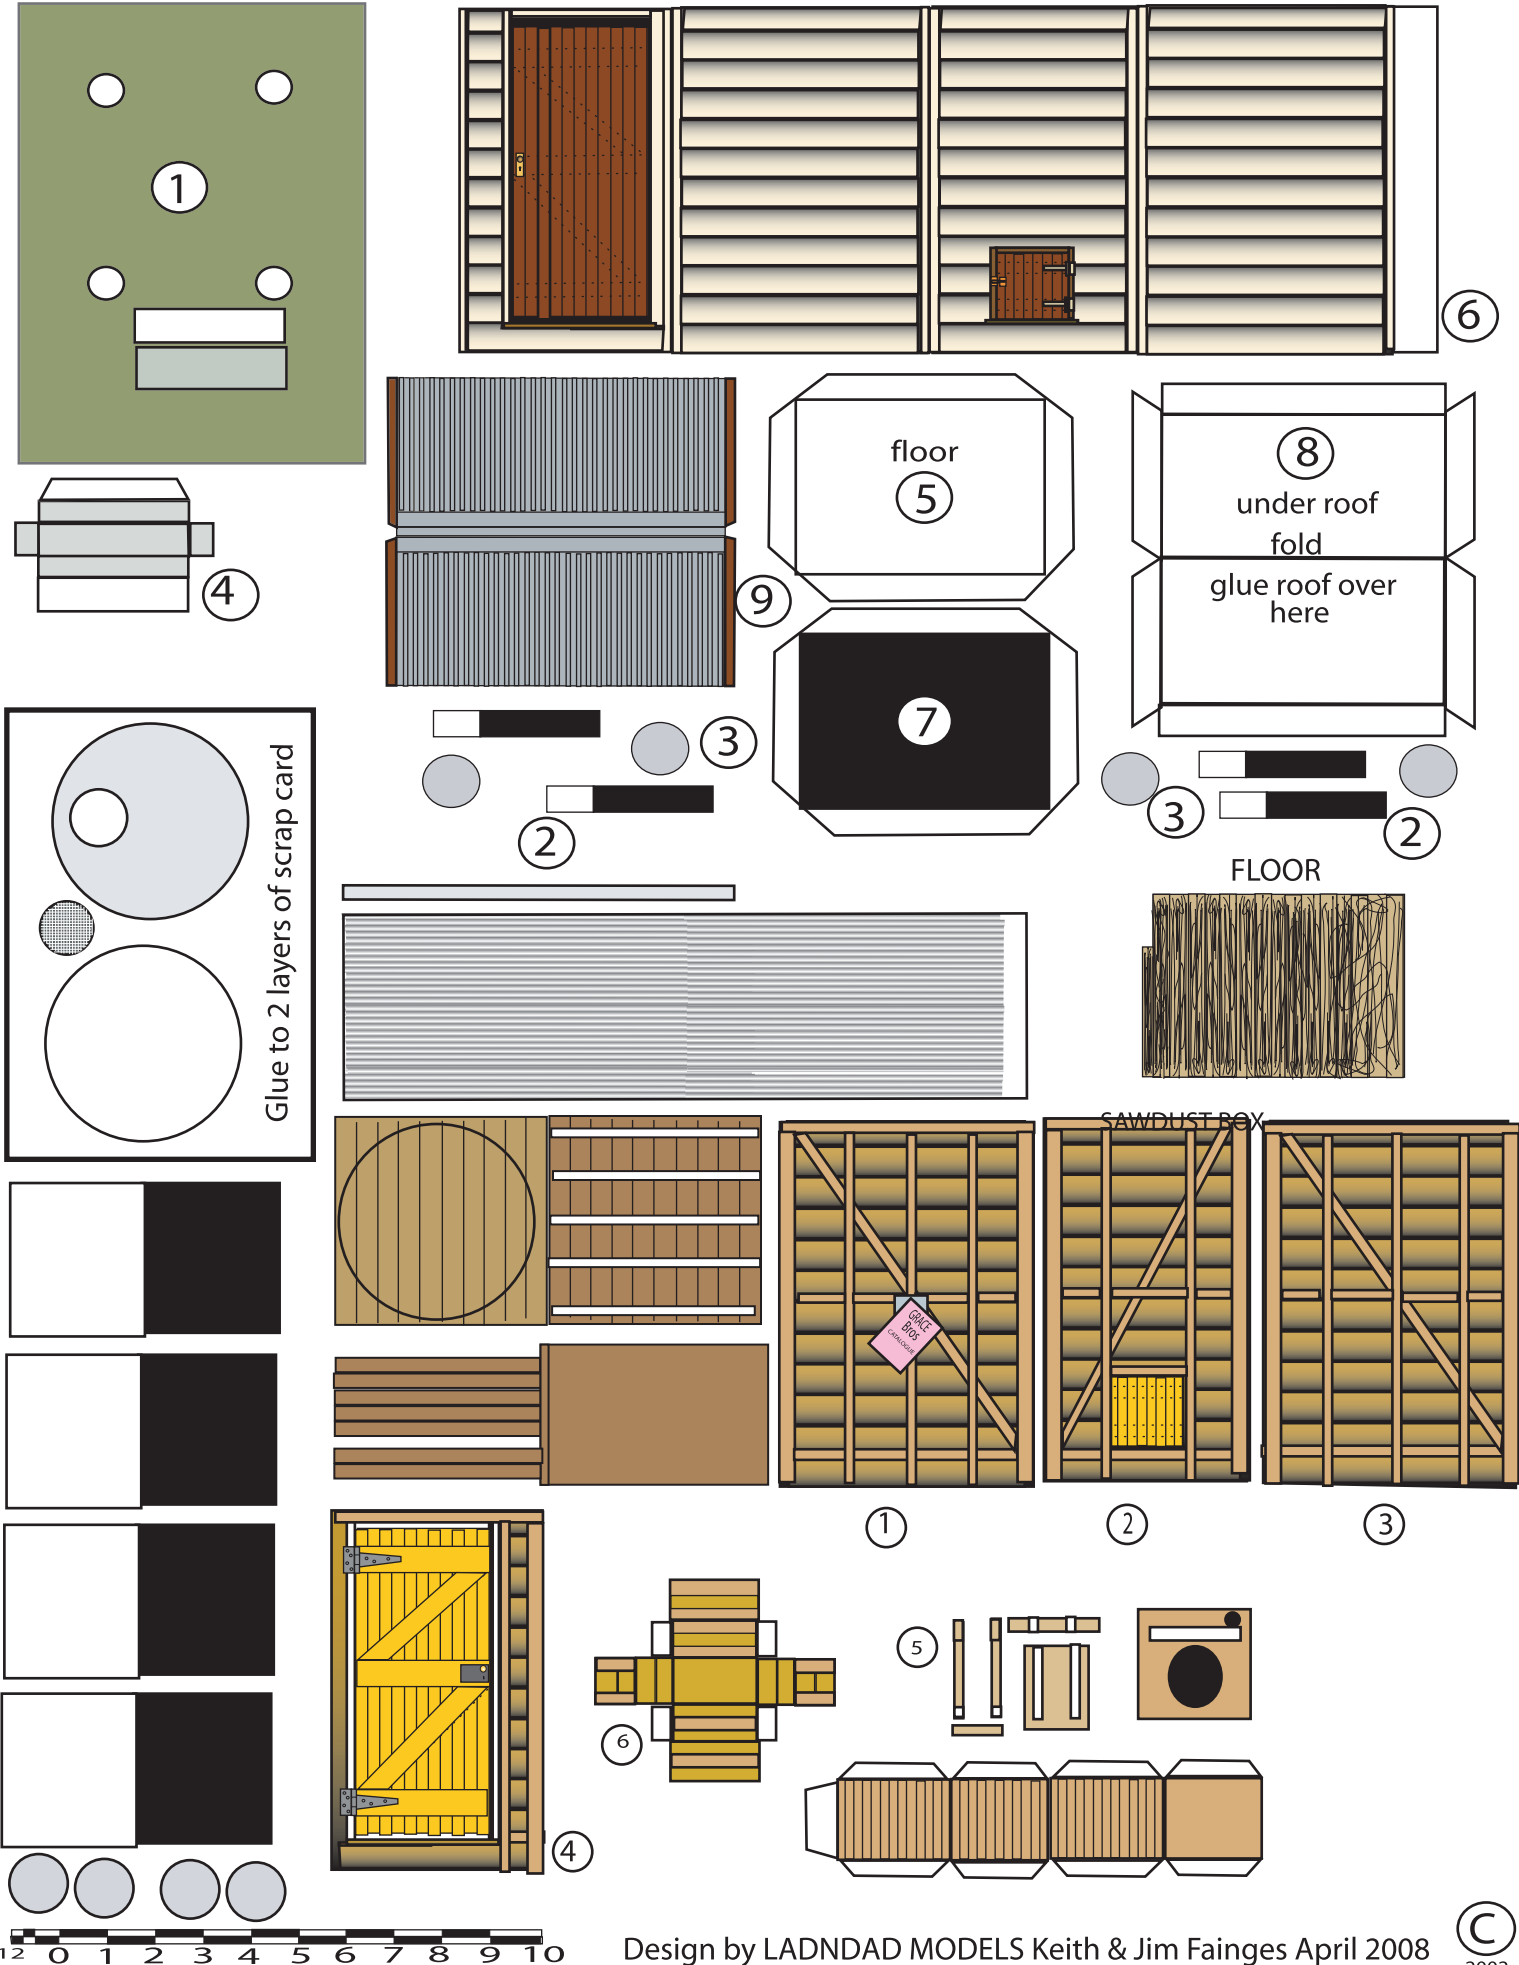 1
6
floor
5
8
under roof
fold
glue roof over
here
4
9
7
3
2
3
2
Glue to 2 layers of scrap card
FLOOR
SAWDUST BOX
GRACE
Bros
CATALOGUE
1
2
3
5
6
4
12 0 1 2 3 4 5 6 7 8 9 10
Design by LADNDAD MODELS Keith & Jim Fainges April 2008
C